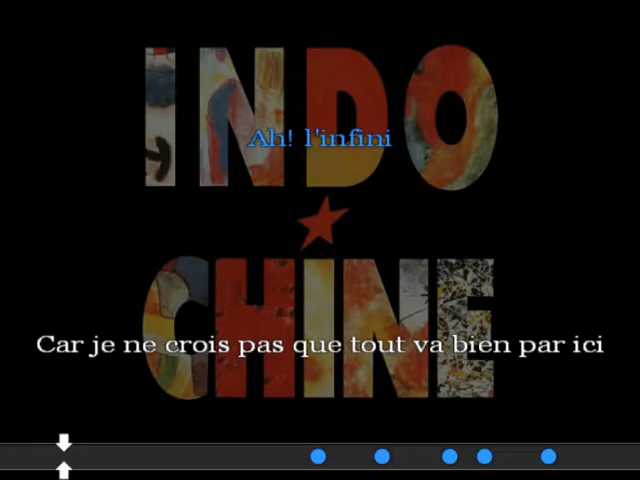 INDO
Ah! l'infini
CHINE
Car je ne crois pas que tout va bien par ici